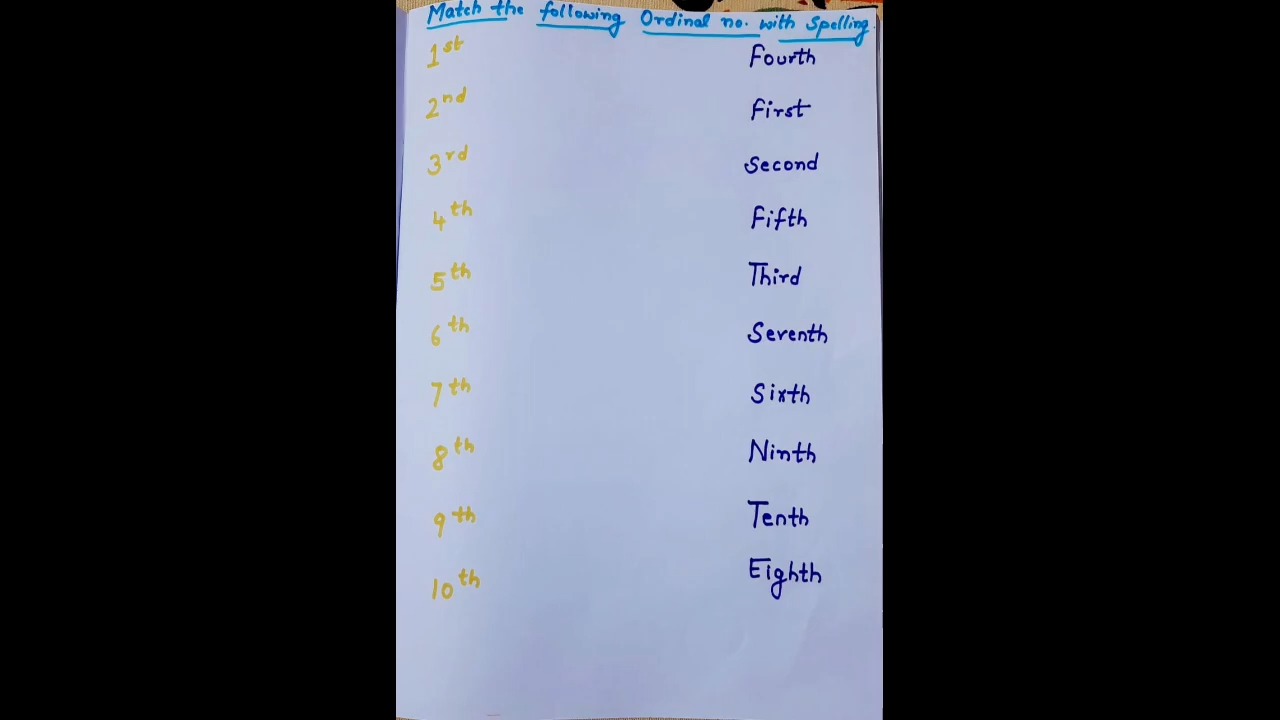 Match the following Ordinal no. with Spelling
1st Fourth
2nd First
3rd Second
4th Fifth
5th Third
6th Seventh
7th Sixth
8th Ninth
9th Tenth
10th Eighth